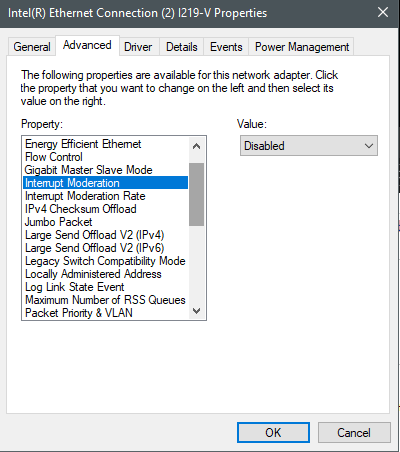 Intel(R) Ethernet Connection (2) I219-V Properties
General Advanced Driver Details Events Power Management
The following properties are available for this network adapter. Click
the property that you want to change on the left and then select its
value on the right.
Property:
Value:
Energy Efficient Ethernet
Flow Control
Gigabit Master Slave Mode
Interrupt Moderation
Interrupt Moderation Rate
IPv4 Checksum Offload
Jumbo Packet
Large Send Offload V2 (IPv4)
Large Send Offload V2 (IPv6)
Legacy Switch Compatibility Mode
Locally Administered Address
Log Link State Event
Maximum Number of RSS Queues
Packet Priority & VLAN
Disabled
OK
Cancel